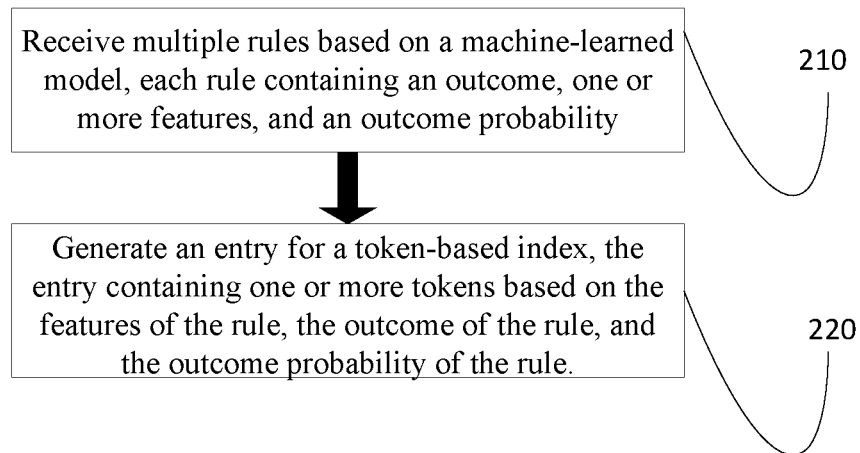 Receive multiple rules based on a machine-learned
model, each rule containing an outcome, one or
more features, and an outcome probability
210
Generate an entry for a token-based index, the
entry containing one or more tokens based on the
features of the rule, the outcome of the rule, and
the outcome probability of the rule.
220